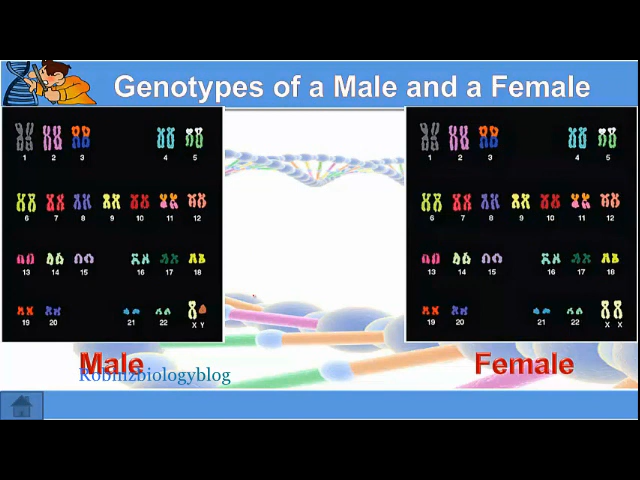 Genotypes of a Male and a Female
1 2 3 4 5
6 7 8 9 10 11 12
13 14 15 16 17 18
19 20 21 22 X Y
1 2 3 4 5
6 7 8 9 10 11 12
13 14 15 16 17 18
19 20 21 22 X X
Male
Female
Robinzbiologyblog